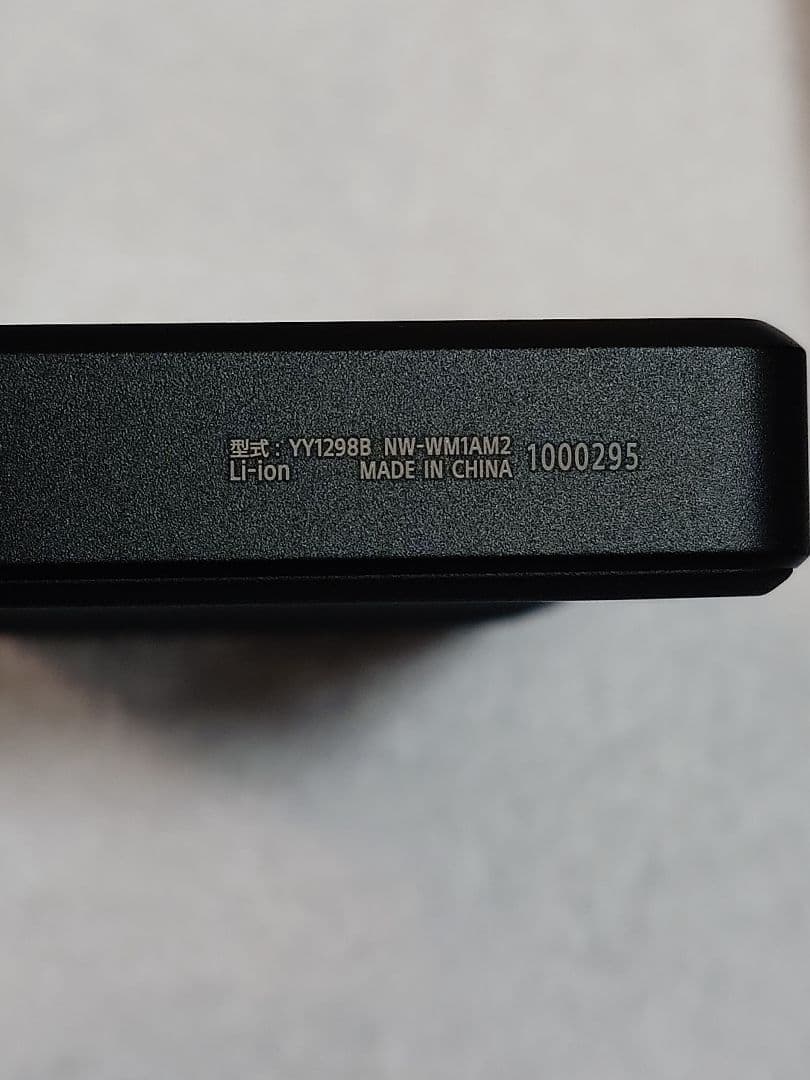 型式：YY1298B NW-WM1AM2
Li-ion MADE IN CHINA 1000295